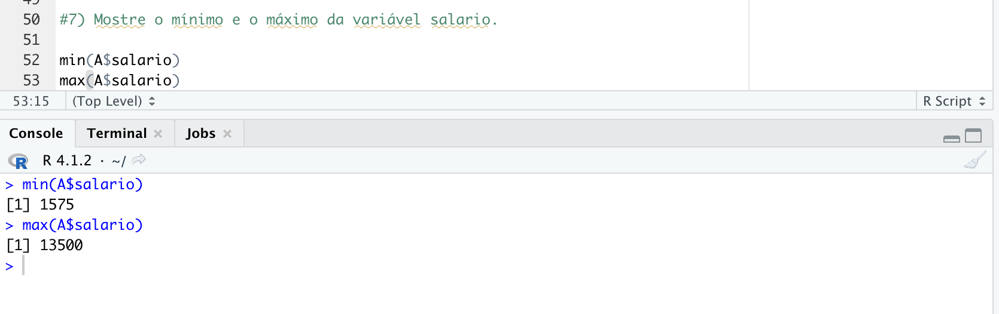 49
50 #7) Mostre o mínimo e o máximo da variável salario.
51
52 min(A$salario)
53 max(A$salario)
53:15 (Top Level) R Script
Console Terminal Jobs
R R 4.1.2 · ~/
> min(A$salario)
[1] 1575
> max(A$salario)
[1] 13500
>